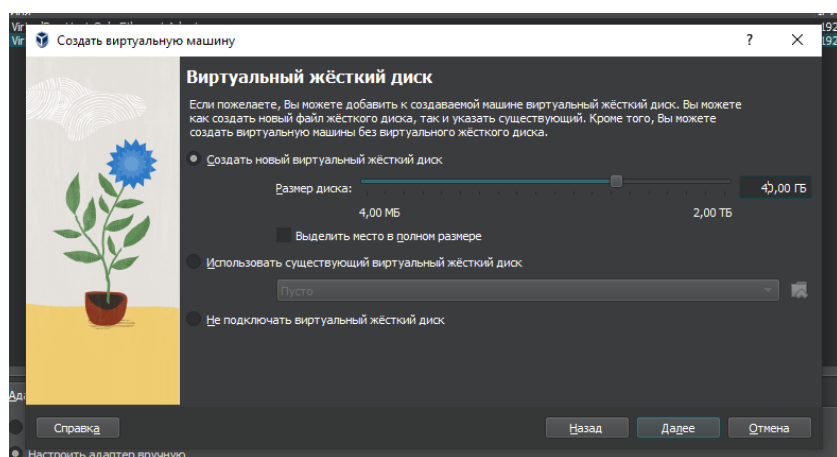 Создать виртуальную машину
?
Виртуальный жёсткий диск
Если пожелаете, Вы можете добавить к создаваемой машине виртуальный жёсткий диск. Вы можете
как создать новый файл жёсткого диска, так и указать существующий. Кроме того, Вы можете
создать виртуальную машины без виртуального жёсткого диска.
Создать новый виртуальный жёсткий диск
Размер диска:
ГБ
4,00 МБ
2,00 ТБ
Выделить место в полном размере
Использовать существующий виртуальный жёсткий диск
Пусто
Не подключать виртуальный жёсткий диск
Справка
Назад
Далее
Отмена
Настроить адаптер вручную